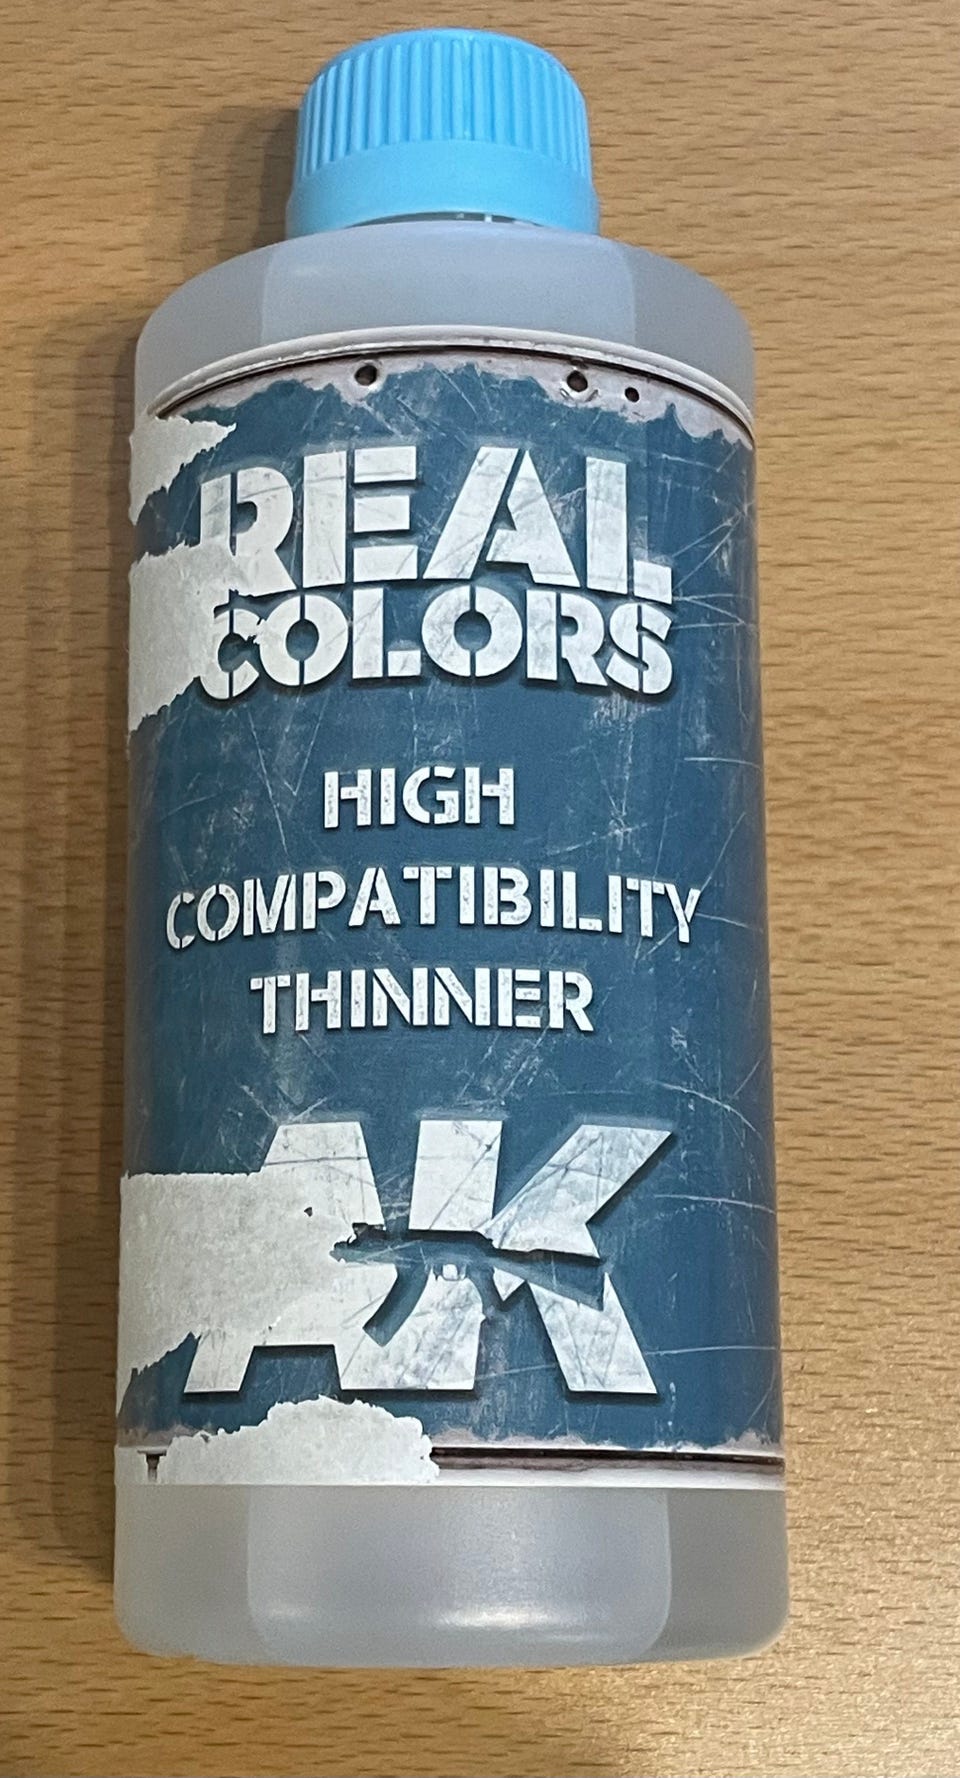 REAL
COLORS
HIGH
COMPATIBILITY
THINNER
AK